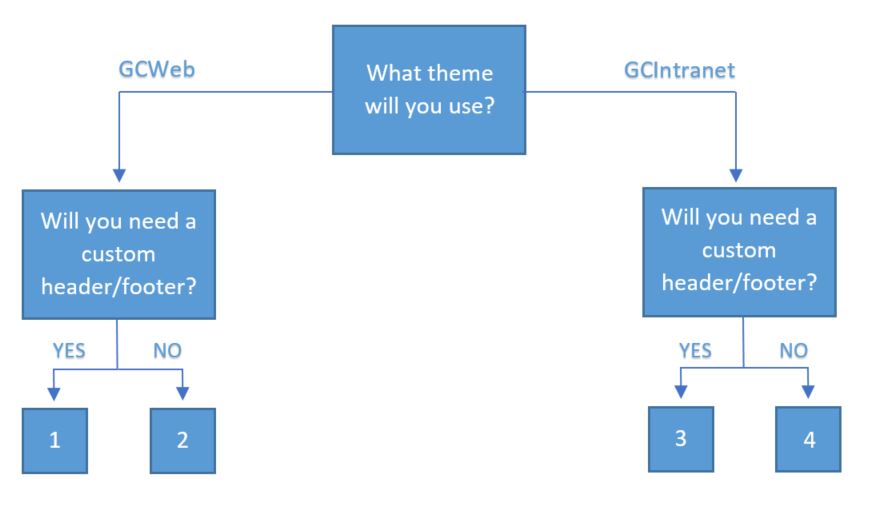 What theme
will you use?
GCWeb
GCIntranet
Will you need a
custom
header/footer?
Will you need a
custom
header/footer?
YES
NO
YES
NO
1
2
3
4